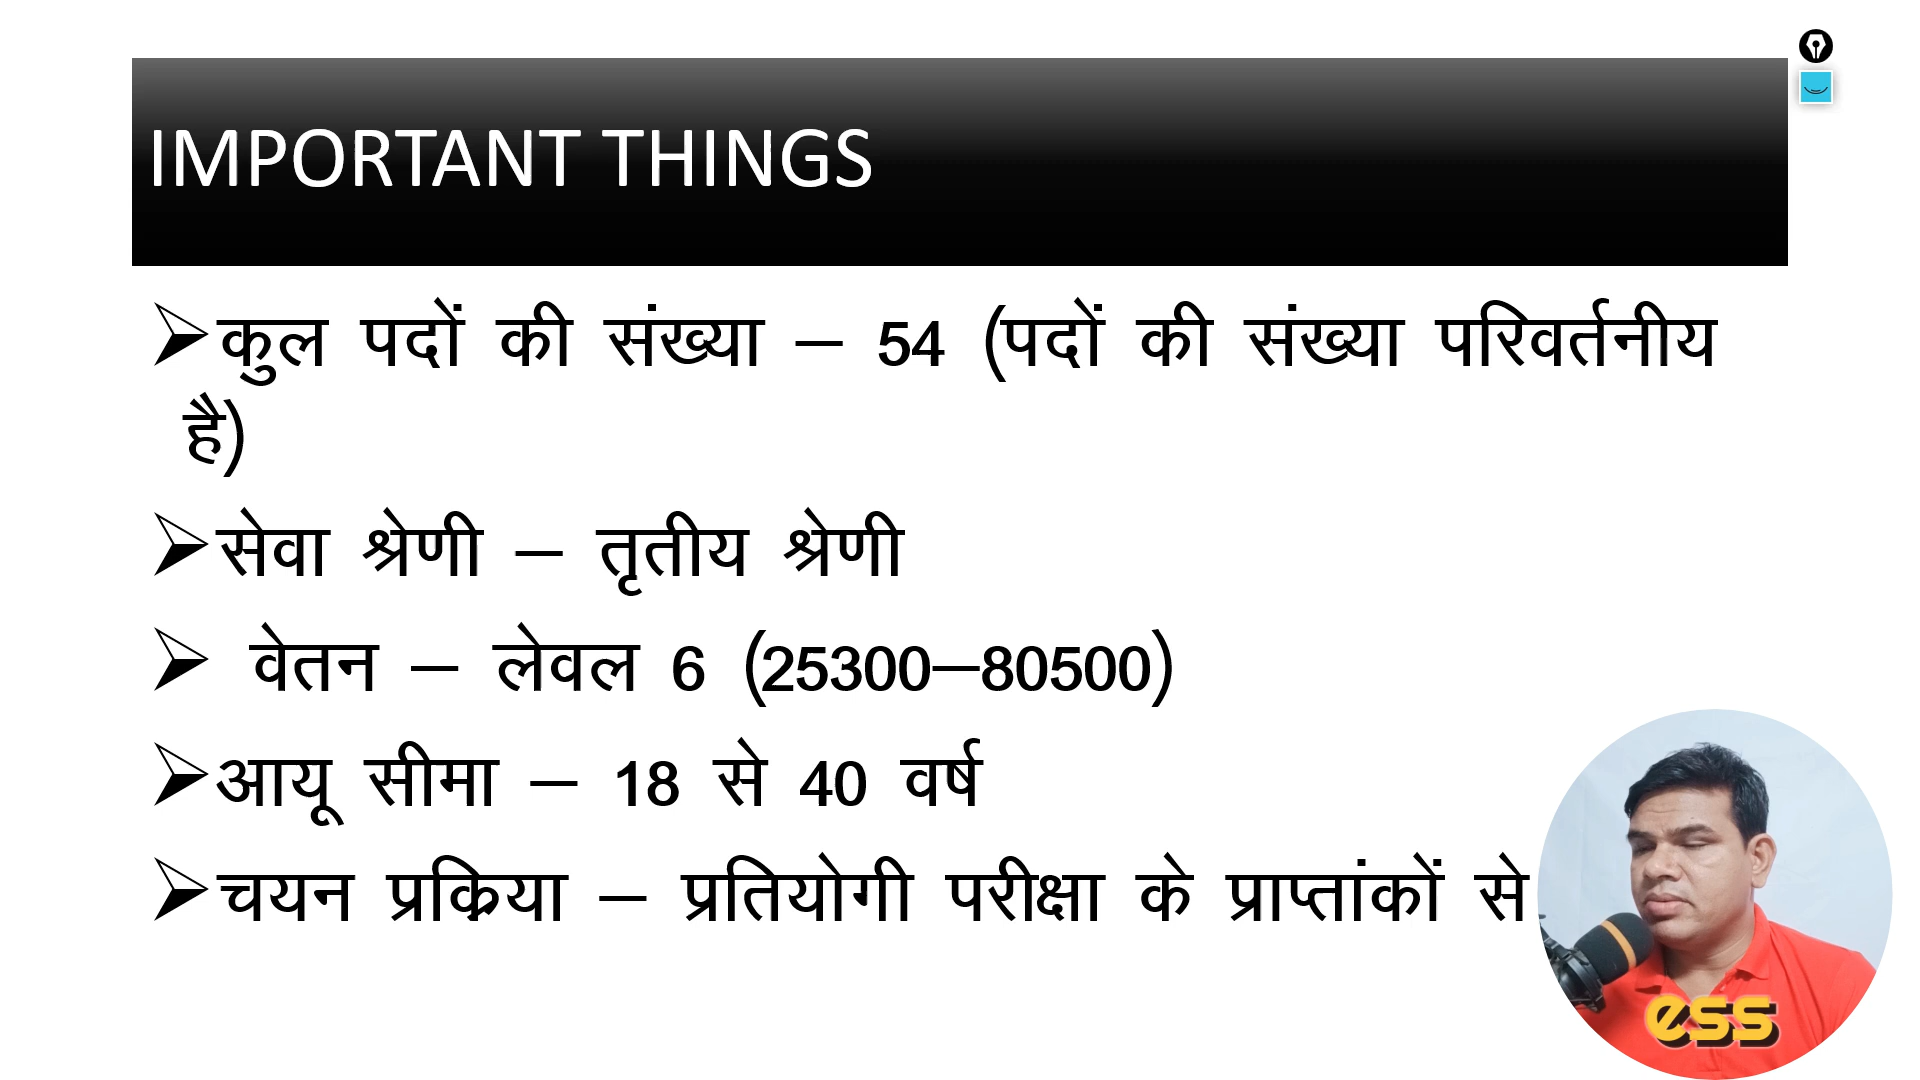 IMPORTANT THINGS
➢कुल पदों की संख्या – 54 (पदों की संख्या परिवर्तनीय
है)
➢सेवा श्रेणी – तृतीय श्रेणी
➢ वेतन – लेवल 6 (25300–80500)
➢आयू सीमा – 18 से 40 वर्ष
➢चयन प्रक्रिया – प्रतियोगी परीक्षा के प्राप्तांकों से
ess